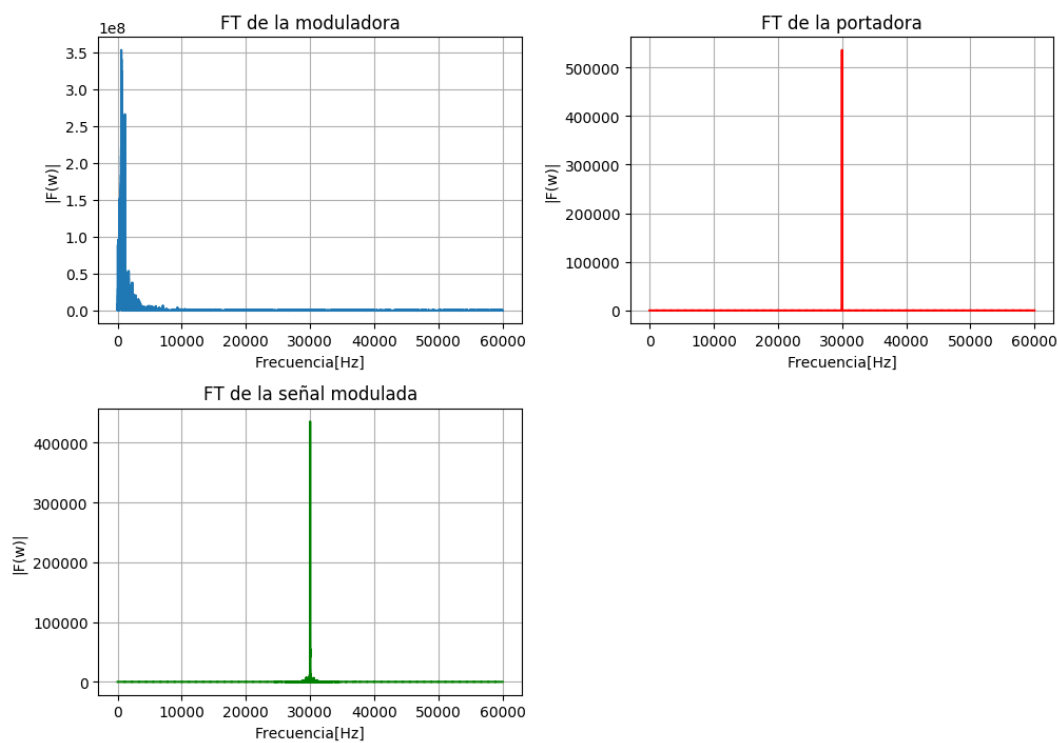 FT de la moduladora
1e8
3.5
3.0
2.5
2.0
1.5
1.0
0.5
0.0
|F(w)|
0 10000 20000 30000 40000 50000 60000
Frecuencia[Hz]
FT de la portadora
500000
400000
300000
200000
100000
0
|F(w)|
0 10000 20000 30000 40000 50000 60000
Frecuencia[Hz]
FT de la señal modulada
400000
300000
200000
100000
0
|F(w)|
0 10000 20000 30000 40000 50000 60000
Frecuencia[Hz]